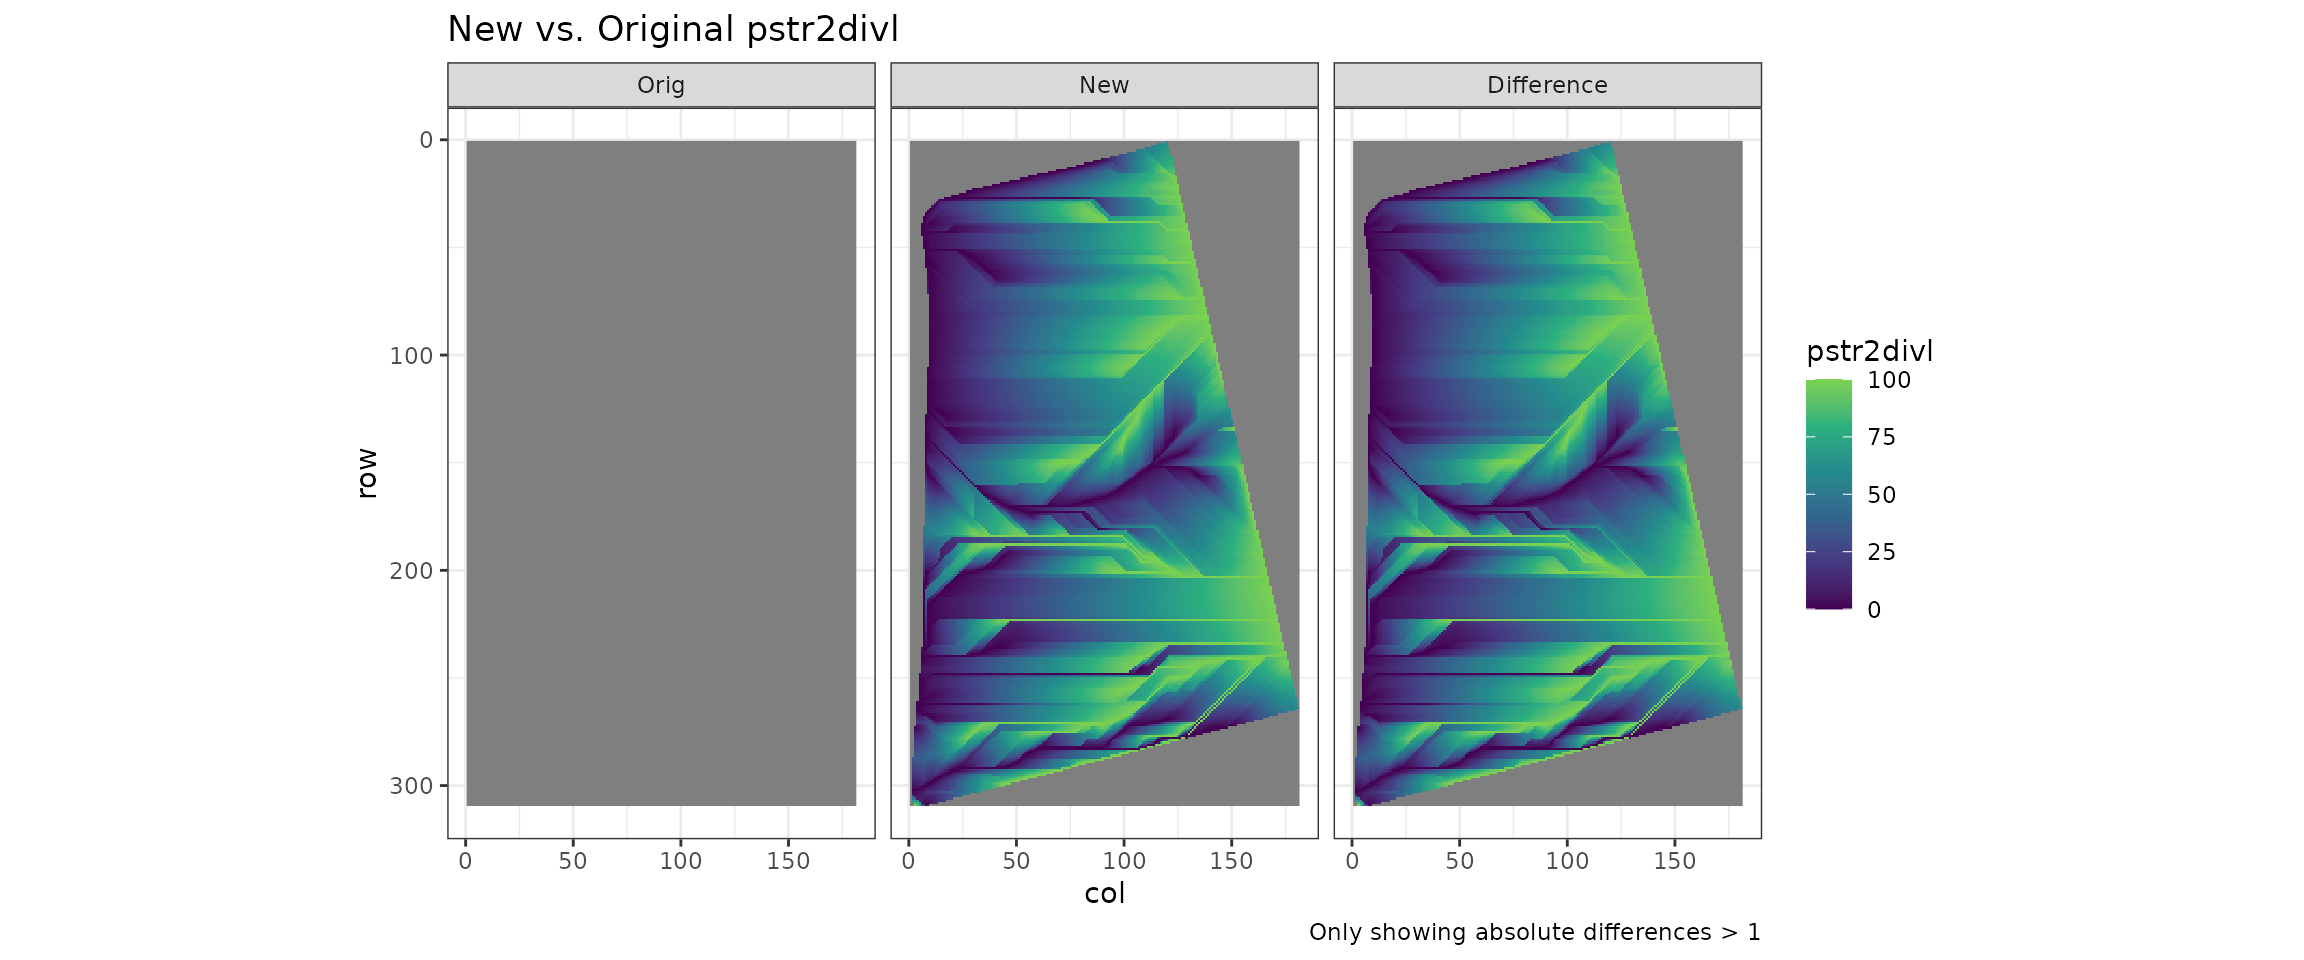 New vs. Original pstr2divl
Orig
New
Difference
0
100
200
300
row
0 50 100 150
0 50 100 150
0 50 100 150
col
pstr2divl
100
75
50
25
0
Only showing absolute differences > 1